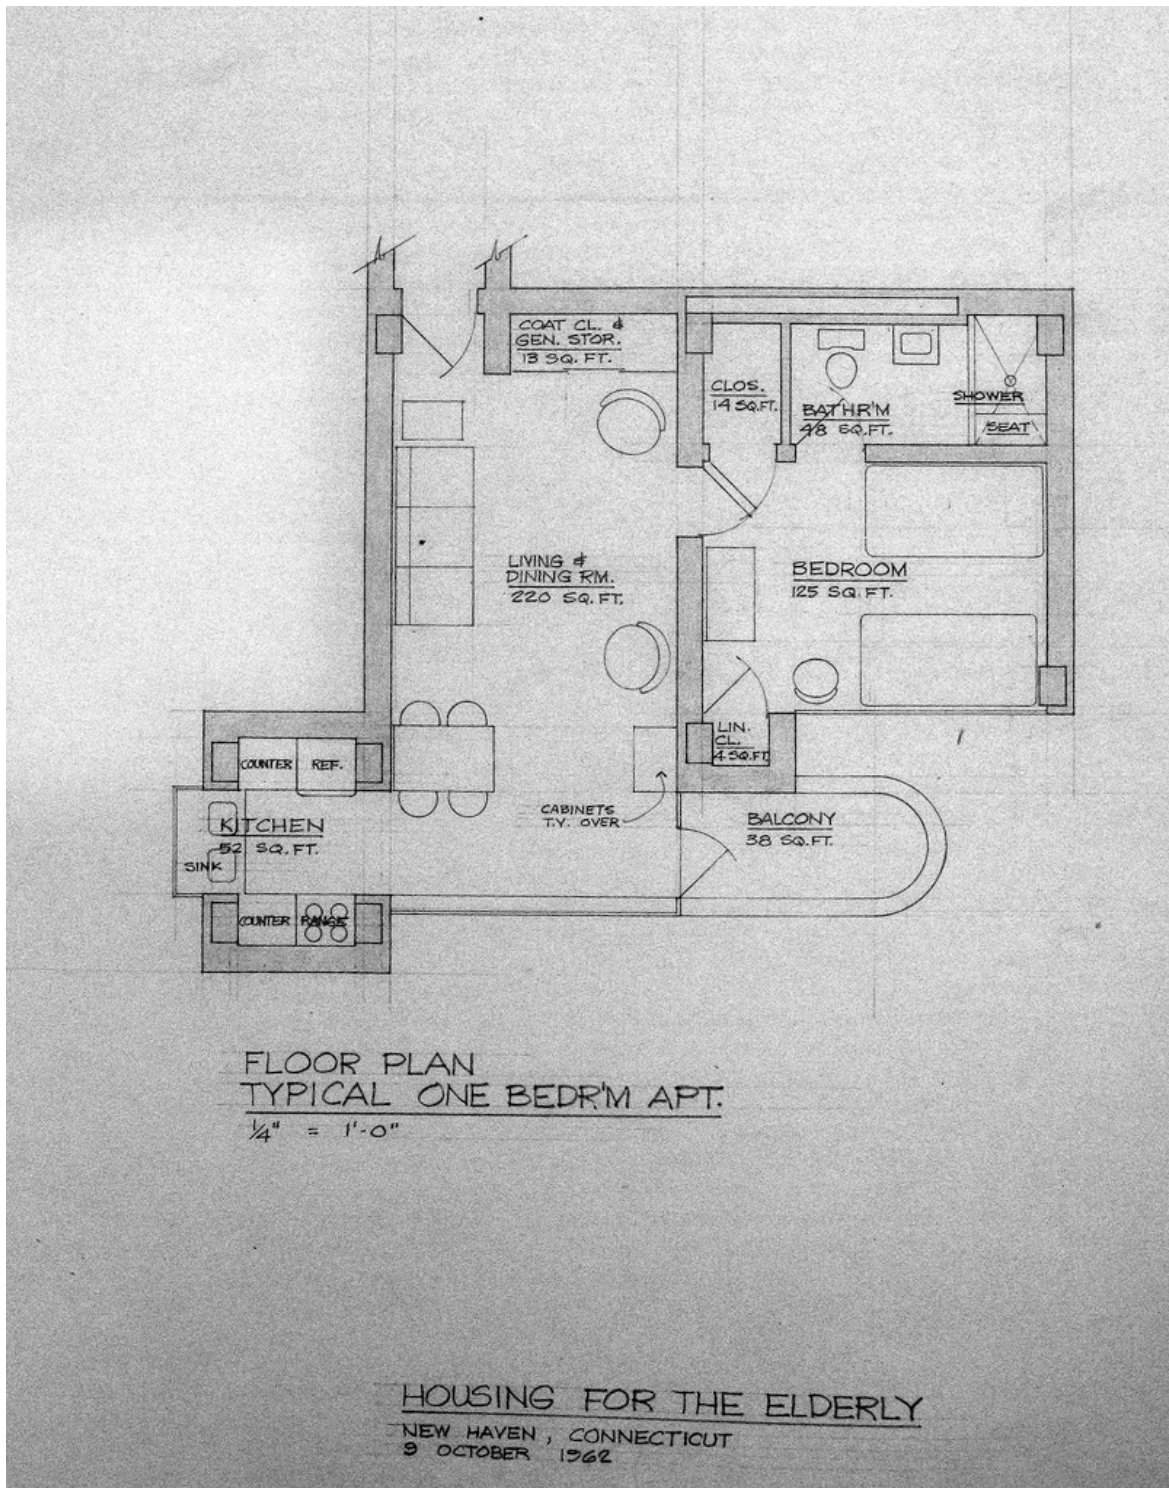 COAT CL. &
GEN. STOR.
13 SQ. FT.
CLOS.
14 SQ.FT.
BATHR'M
48 SQ.FT.
SHOWER
SEAT
LIVING &
DINING RM.
220 SQ. FT.
BEDROOM
125 SQ. FT.
LIN.
CL.
4 SQ.FT.
COUNTER
REF.
CABINETS
T.V. OVER
KITCHEN
52 SQ. FT.
SINK
BALCONY
38 SQ. FT.
COUNTER
RANGE
FLOOR PLAN
TYPICAL ONE BEDR'M APT.
1/4" = 1'-0"
HOUSING FOR THE ELDERLY
NEW HAVEN, CONNECTICUT
9 OCTOBER 1962